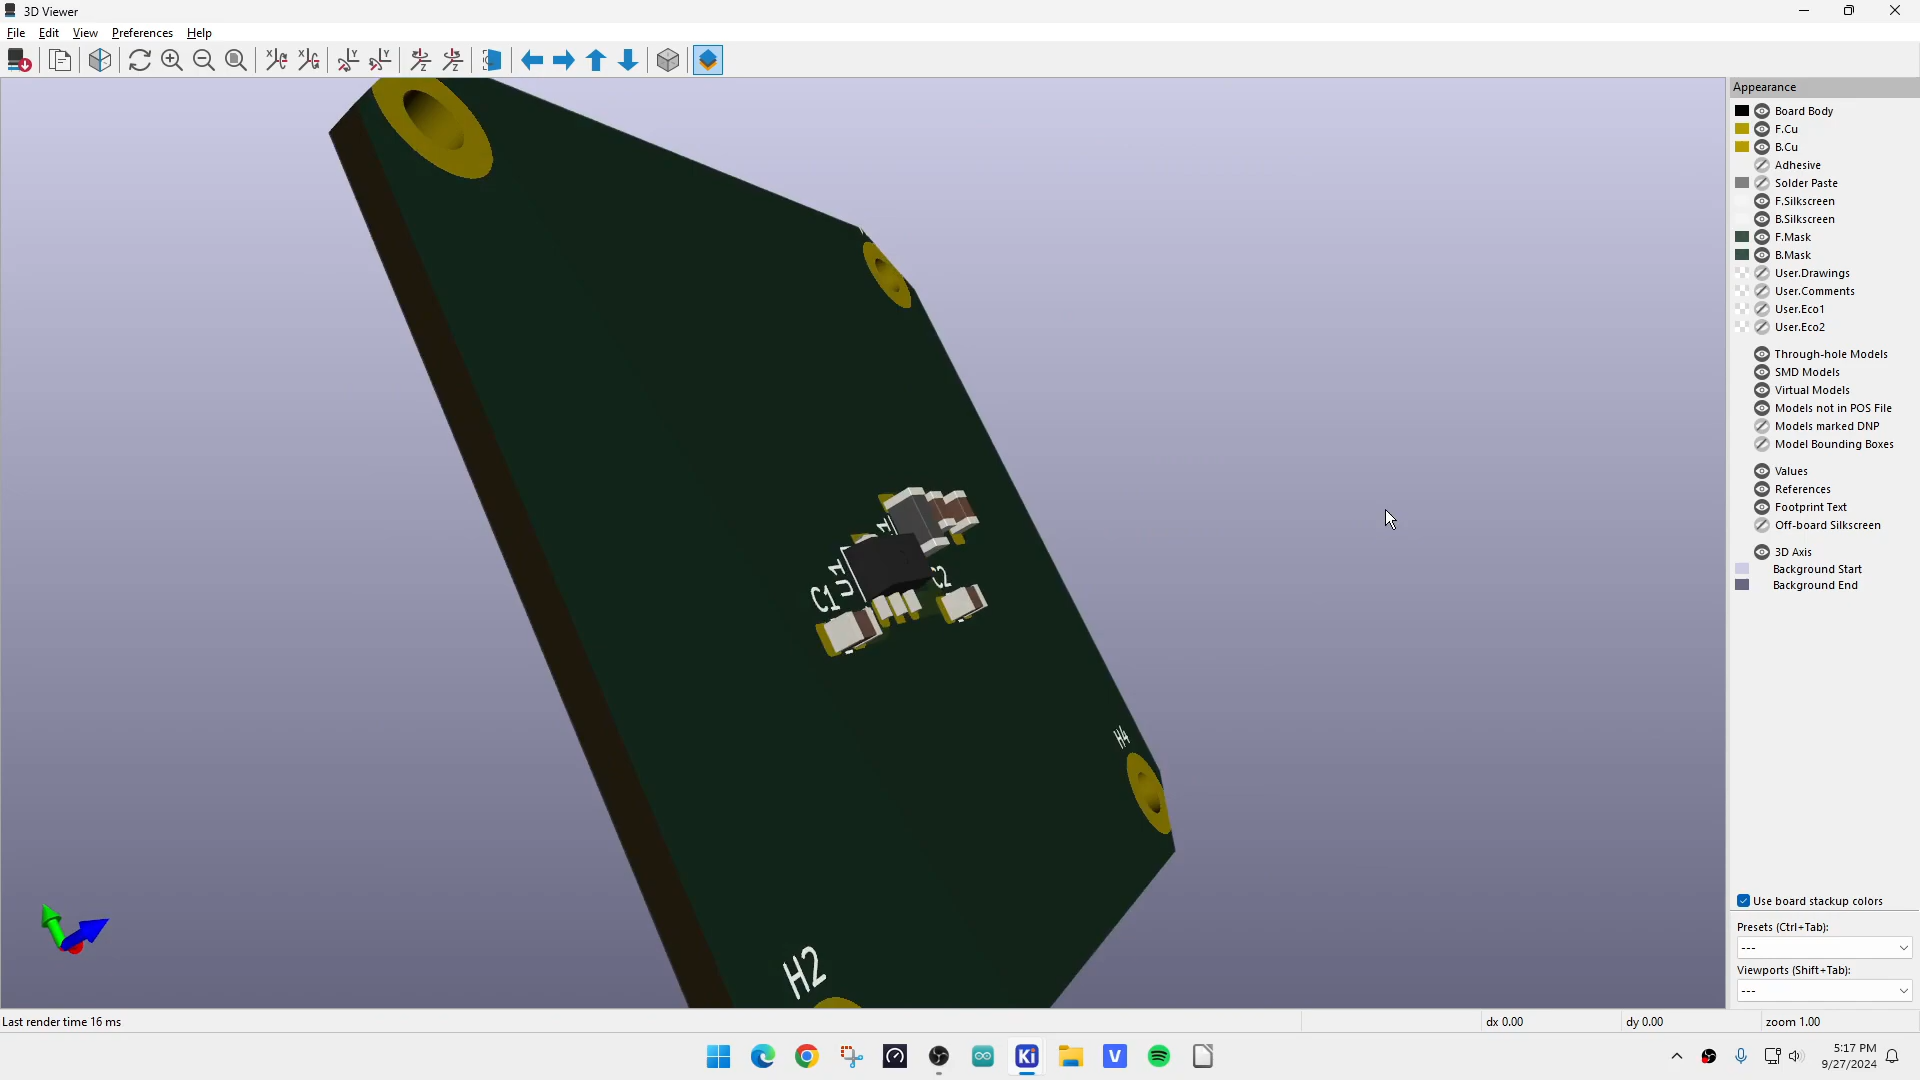 3D Viewer
File Edit View Preferences Help
Appearance
Board Body
F.Cu
B.Cu
Adhesive
Solder Paste
F.Silkscreen
B.Silkscreen
F.Mask
B.Mask
User.Drawings
User.Comments
User.Eco1
User.Eco2
Through-hole Models
SMD Models
Virtual Models
Models not in POS File
Models marked DNP
Model Bounding Boxes
Values
References
Footprint Text
Off-board Silkscreen
3D Axis
Background Start
Background End
C1
U1
C2
H4
H2
Use board stackup colors
Presets (Ctrl+Tab):
---
Viewports (Shift+Tab):
---
Last render time 16 ms
dx 0.00
dy 0.00
zoom 1.00
Ki
V
5:17 PM
9/27/2024